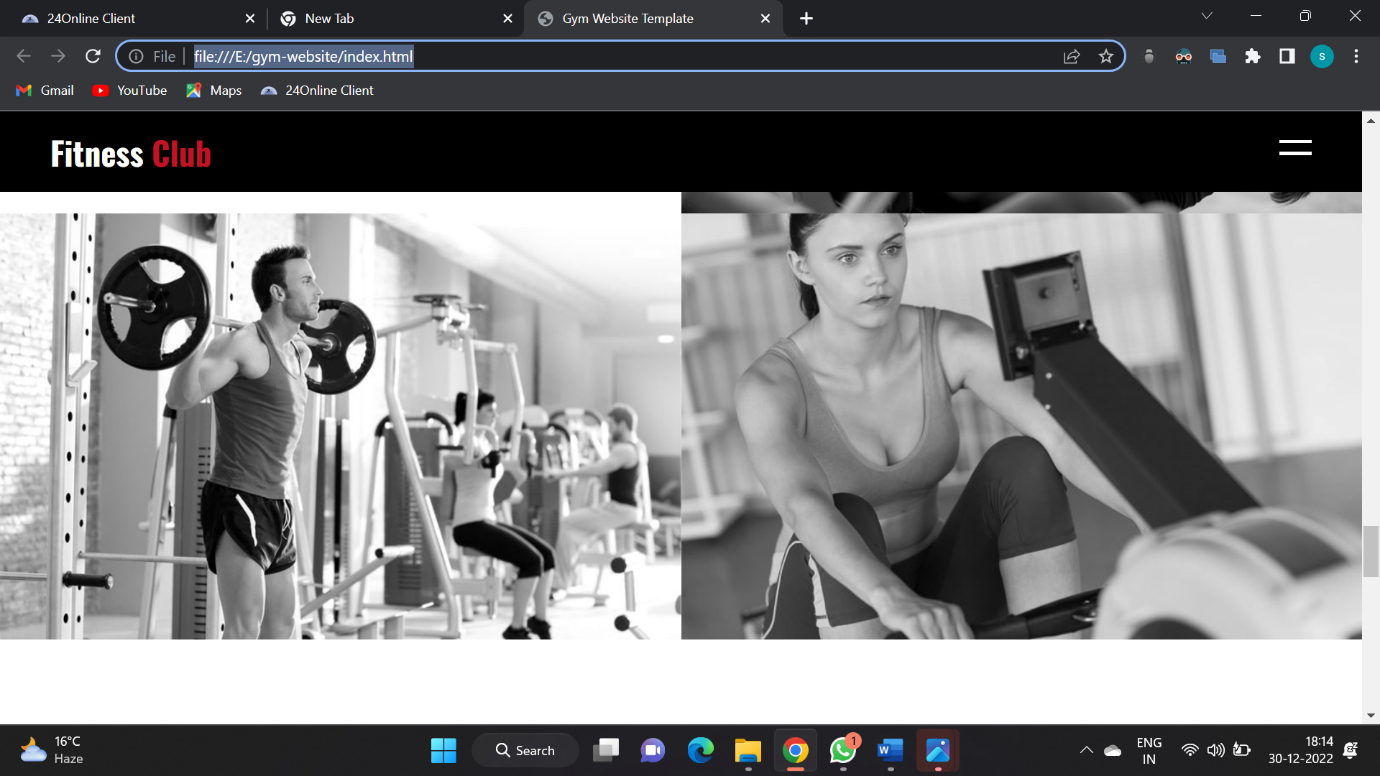 24Online Client
New Tab
Gym Website Template
File
file:///E:/gym-website/index.html
s
Gmail
YouTube
Maps
24Online Client
Fitness Club
16°C
Haze
Search
1
ENG
IN
18:14
30-12-2022